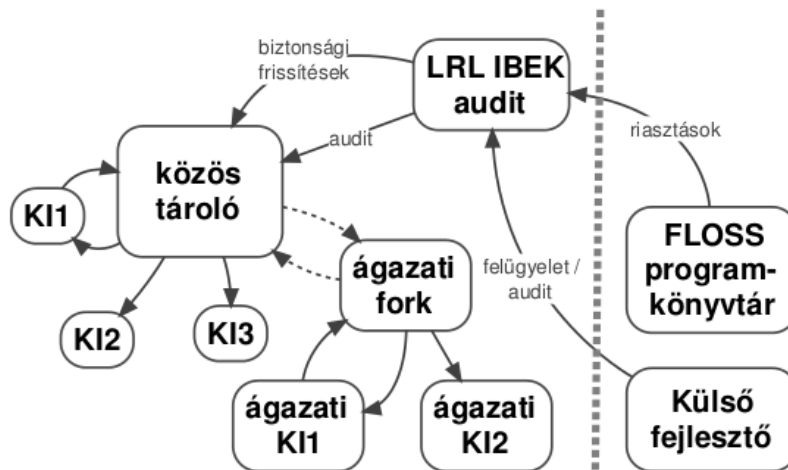 biztonsági
frissítések
LRL IBEK
audit
riasztások
audit
közös
tároló
KI1
FLOSS
program-
könyvtár
ágazati
fork
felügyelet /
audit
KI2
KI3
ágazati
KI1
ágazati
KI2
Külső
fejlesztő